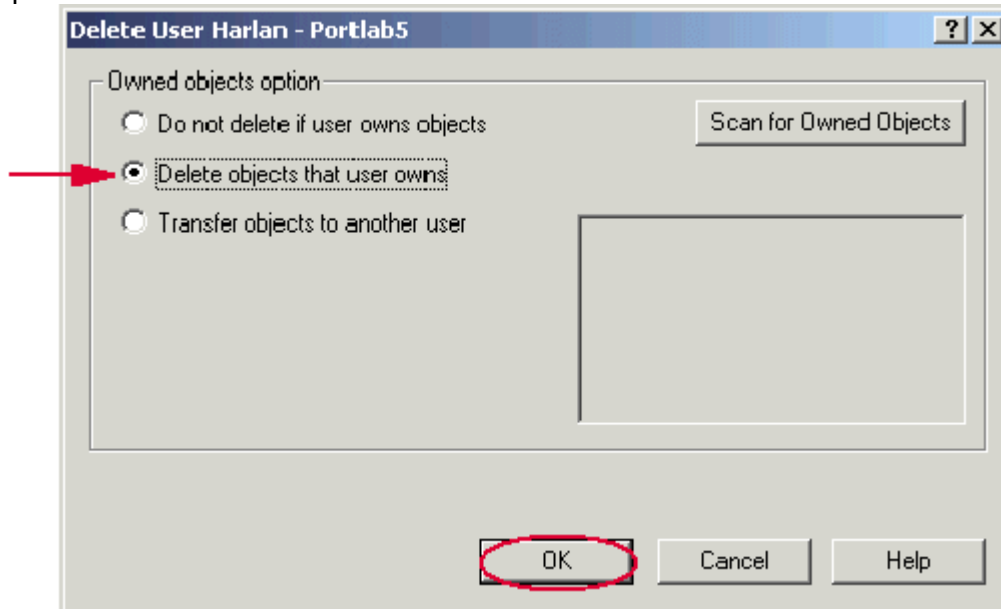 Delete User Harlan - Portlab5
Owned objects option
Do not delete if user owns objects
Scan for Owned Objects
Delete objects that user owns
Transfer objects to another user
OK
Cancel
Help